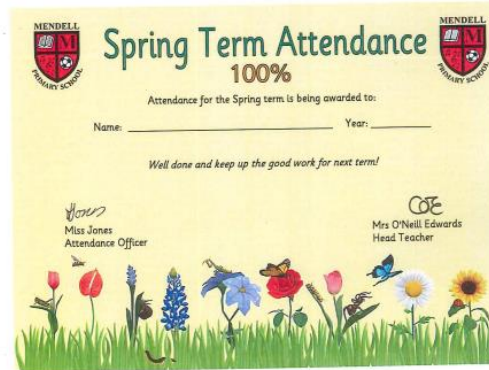 MENDELL
PRIMARY SCHOOL
Spring Term Attendance
MENDELL
PRIMARY SCHOOL
100%
Attendance for the Spring term is being awarded to:
Name: Year:
Well done and keep up the good work for next term!
Miss Jones
Attendance Officer
Mrs O'Neill Edwards
Head Teacher